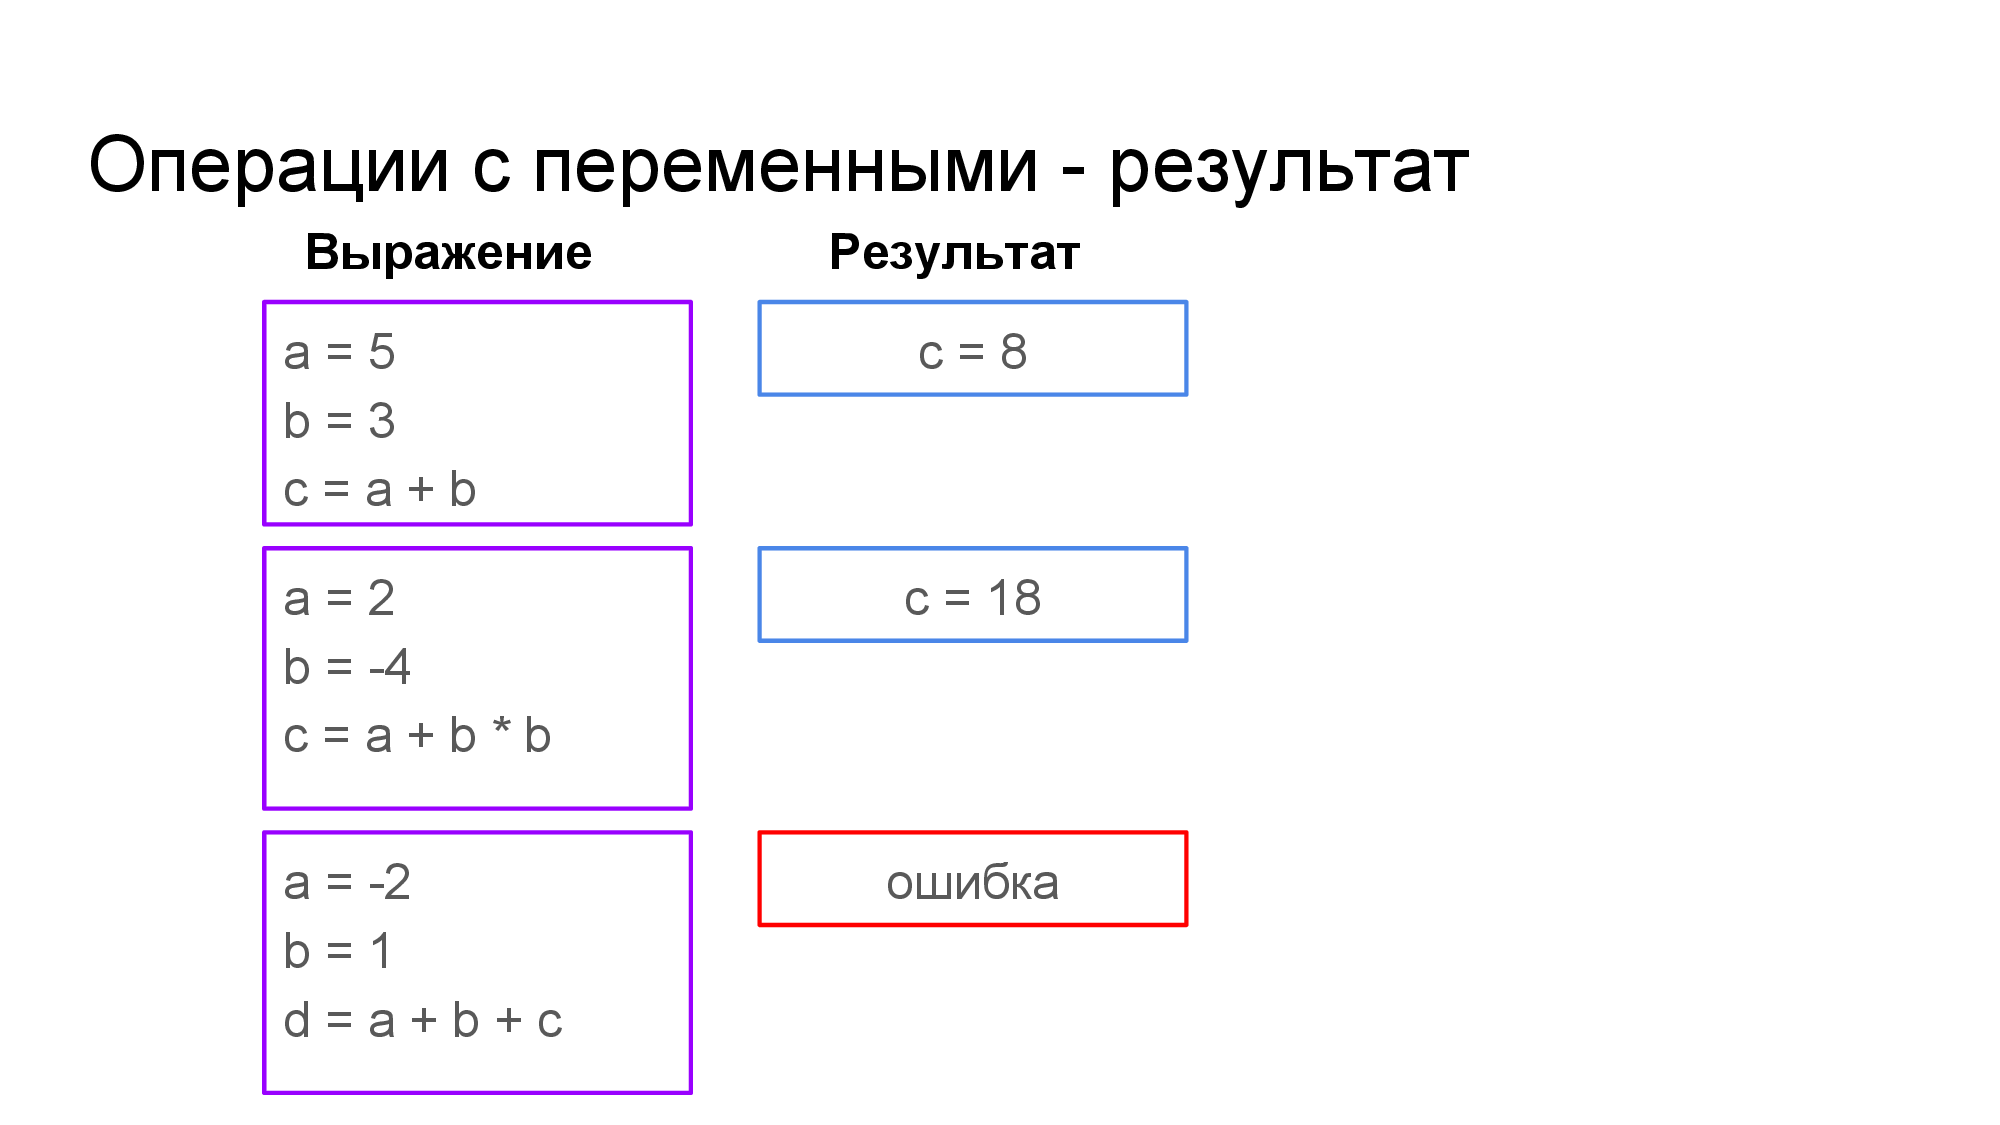 Операции с переменными - результат
Выражение
Результат
a = 5
b = 3
c = a + b
c = 8
a = 2
b = -4
c = a + b * b
c = 18
a = -2
b = 1
d = a + b + c
ошибка